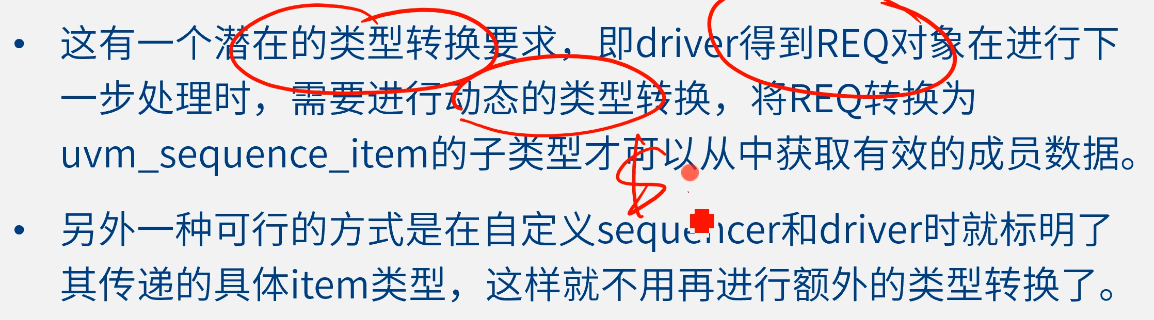 • 这有一个潜在的类型转换要求，即driver得到REQ对象在进行下
一步处理时，需要进行动态的类型转换，将REQ转换为
uvm_sequence_item的子类型才可以从中获取有效的成员数据。
• 另外一种可行的方式是在自定义sequencer和driver时就标明了
其传递的具体item类型，这样就不用再进行额外的类型转换了。